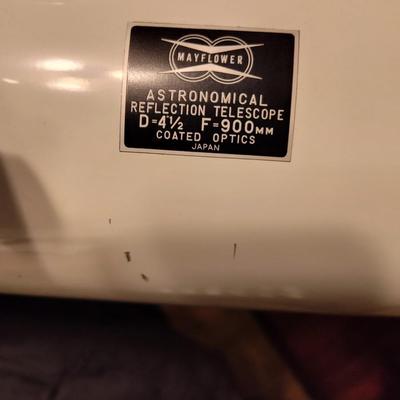 MAYFLOWER
ASTRONOMICAL
REFLECTION TELESCOPE
D=4½ F=900MM
COATED OPTICS
JAPAN